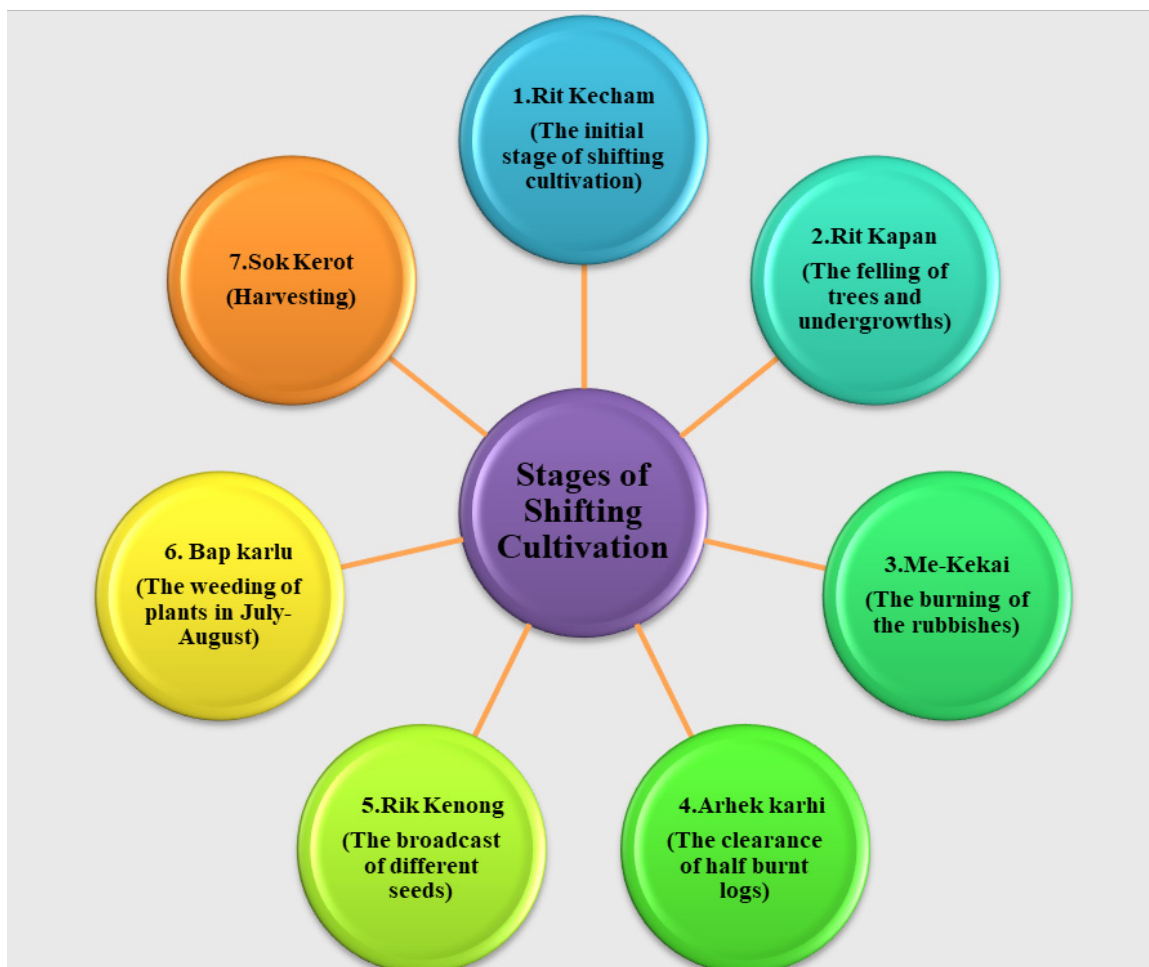 1.Rit Kecham
(The initial
stage of shifting
cultivation)
2.Rit Kapan
(The felling of
trees and
undergrowths)
3.Me-Kekai
(The burning of
the rubbishes)
4.Arhek karhi
(The clearance
of half burnt
logs)
5.Rik Kenong
(The broadcast
of different
seeds)
6. Bap karlu
(The weeding of
plants in July-
August)
7.Sok Kerot
(Harvesting)
Stages of
Shifting
Cultivation